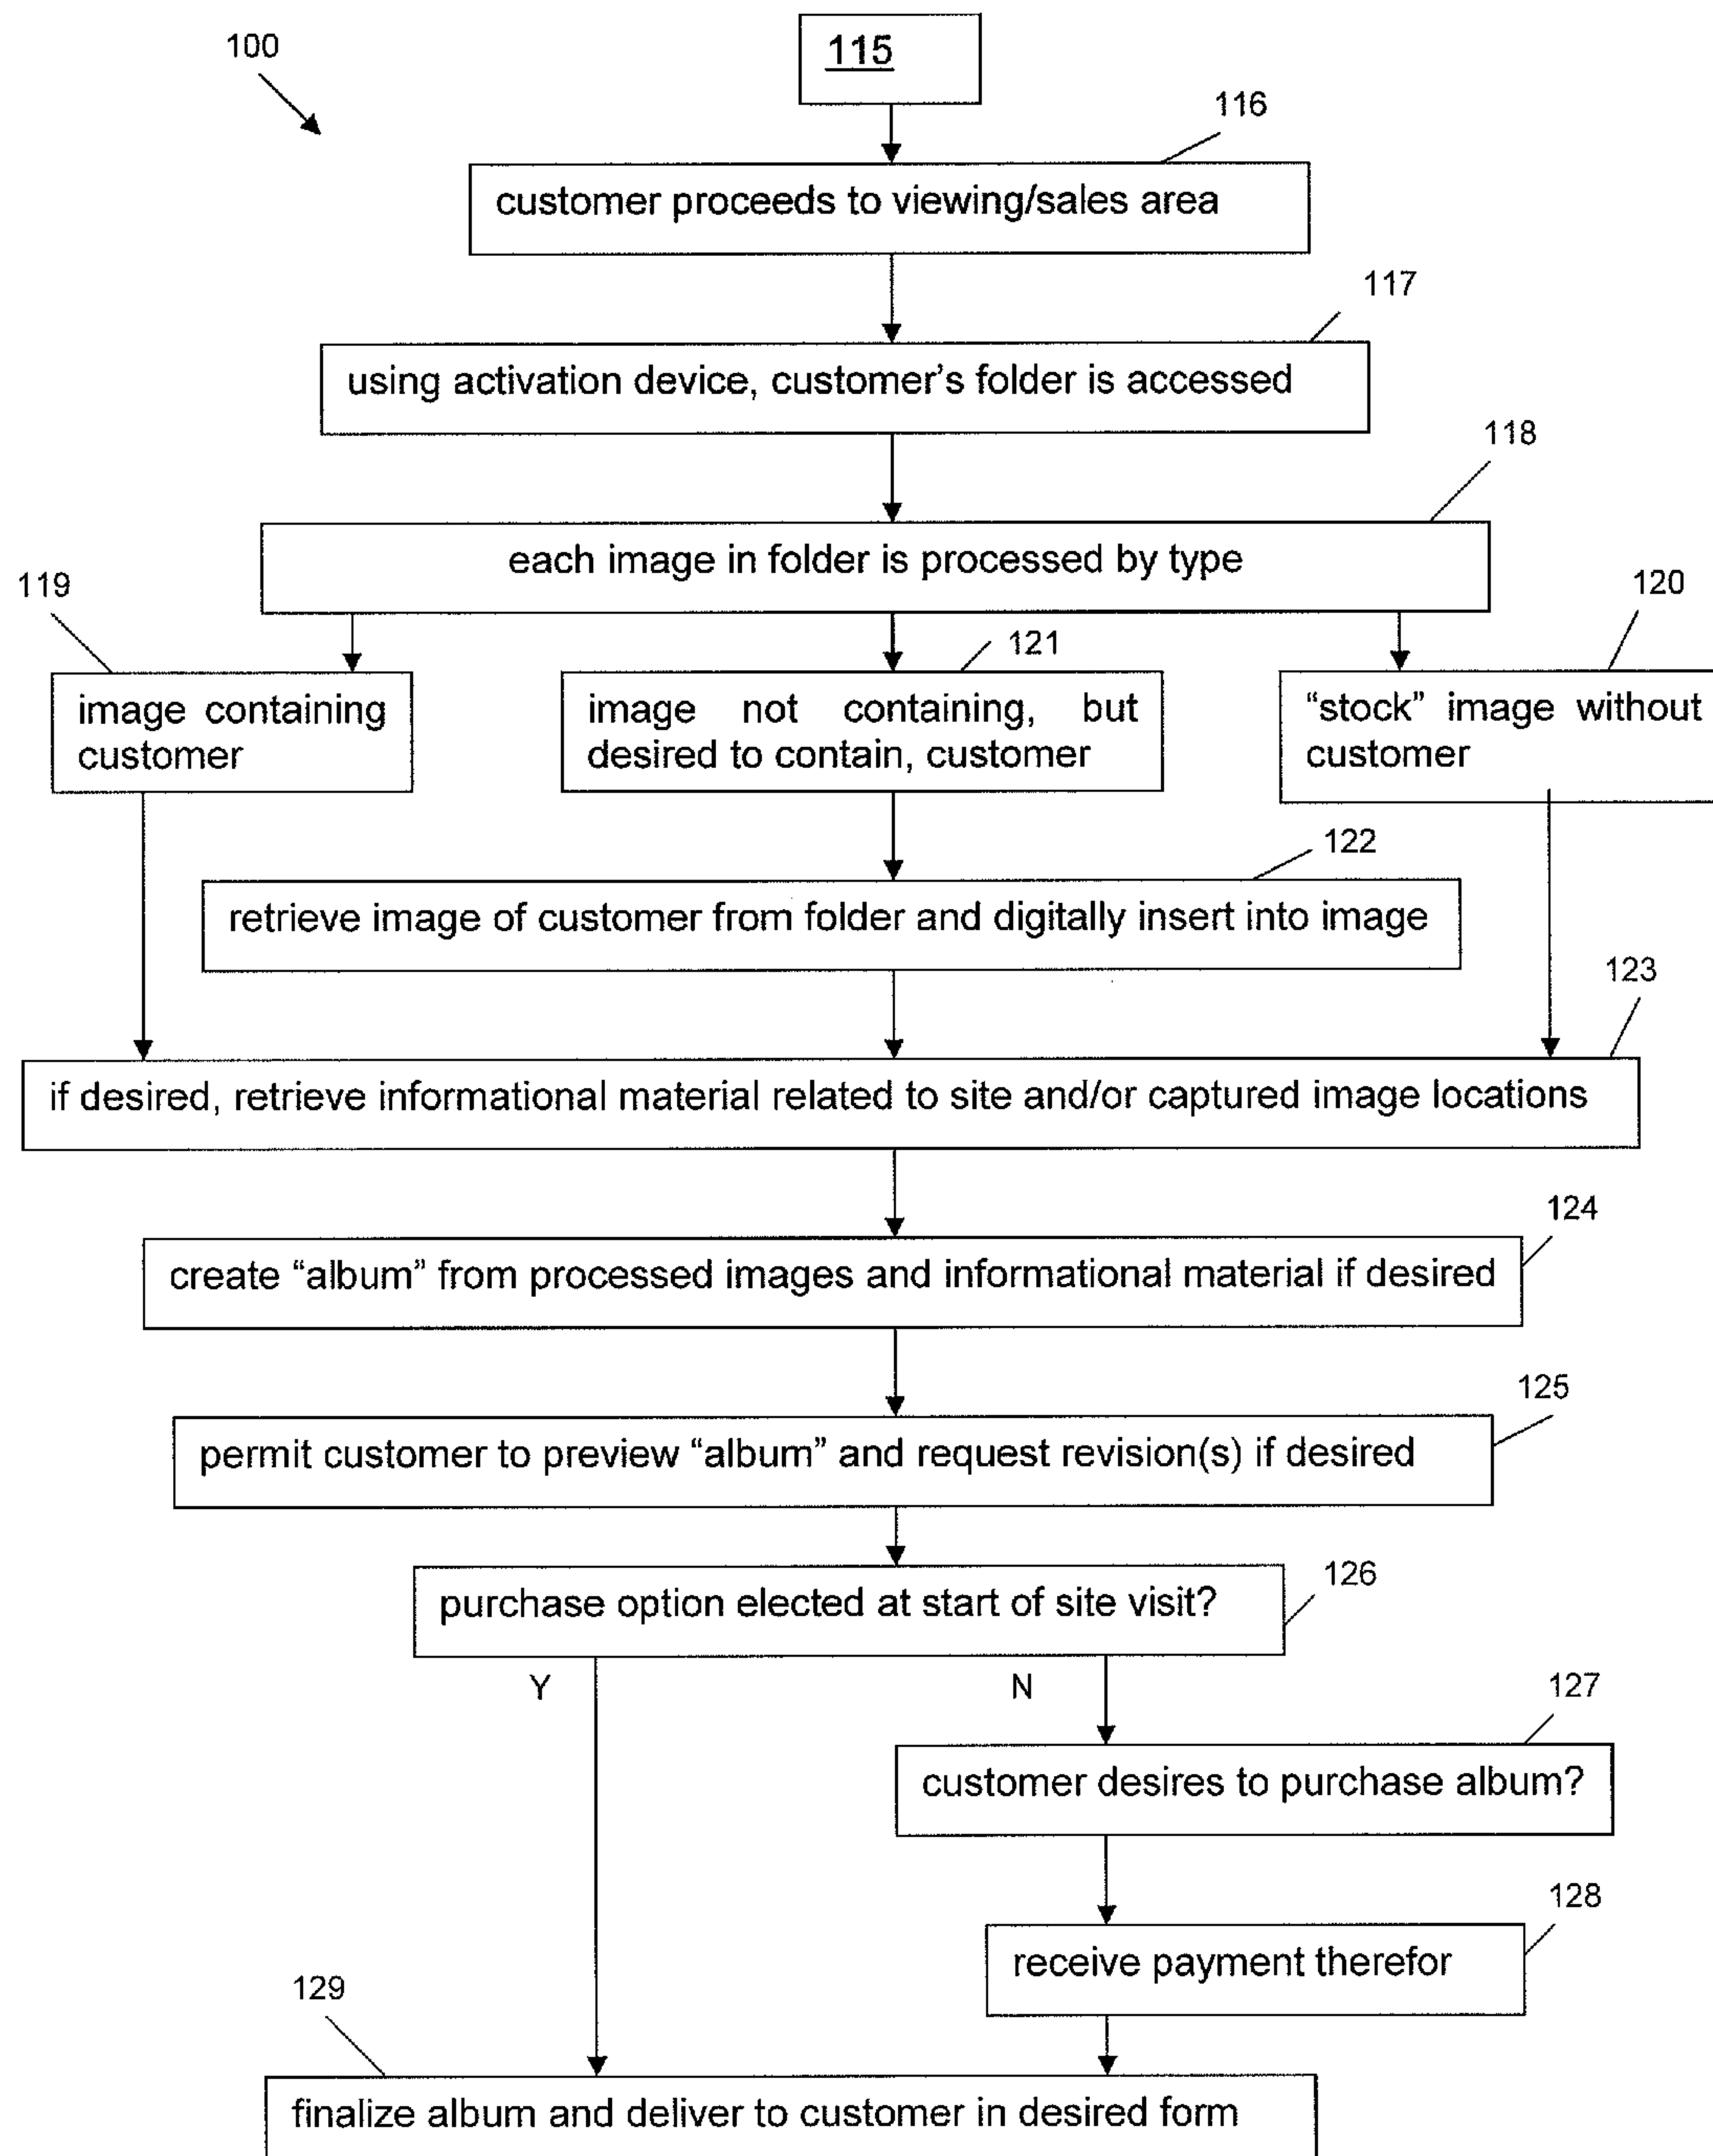 100
115
116
customer proceeds to viewing/sales area
117
using activation device, customer's folder is accessed
118
each image in folder is processed by type
119
121
120
image containing
customer
image not containing, but
desired to contain, customer
“stock” image without
customer
122
retrieve image of customer from folder and digitally insert into image
123
if desired, retrieve informational material related to site and/or captured image locations
124
create “album” from processed images and informational material if desired
125
permit customer to preview “album” and request revision(s) if desired
126
purchase option elected at start of site visit?
Y
N
127
customer desires to purchase album?
128
receive payment therefor
129
finalize album and deliver to customer in desired form